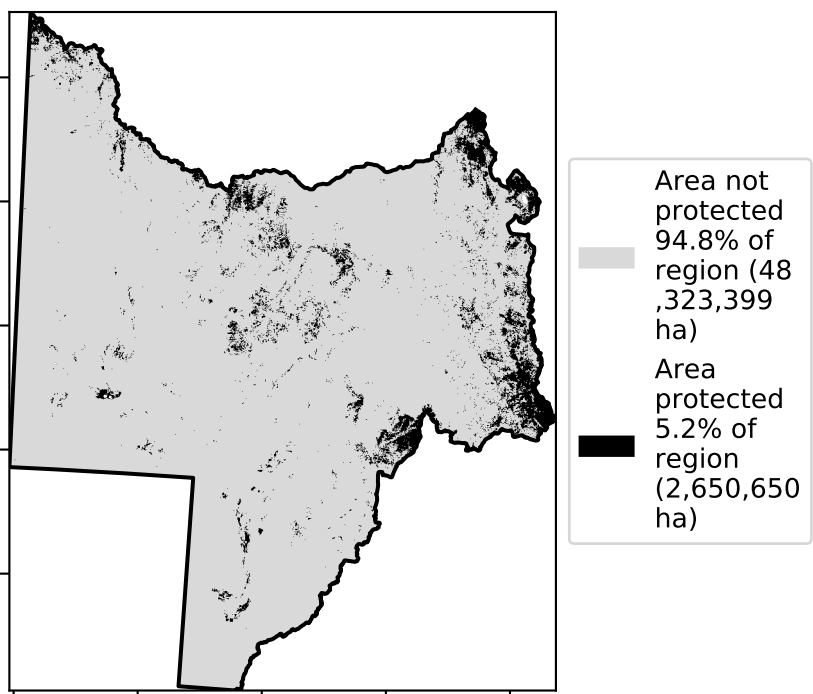 Area not
protected
94.8% of
region (48
,323,399
ha)
Area
protected
5.2% of
region
(2,650,650
ha)